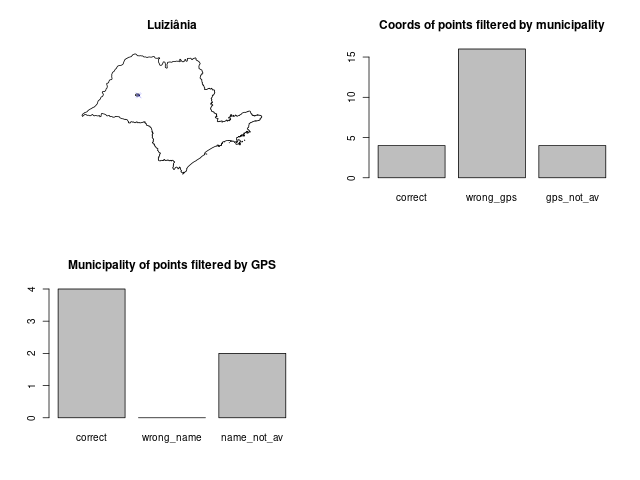 Luiziânia
Coords of points filtered by municipality
15
10
5
0
correct wrong_gps gps_not_av
Municipality of points filtered by GPS
4
3
2
1
0
correct wrong_name name_not_av